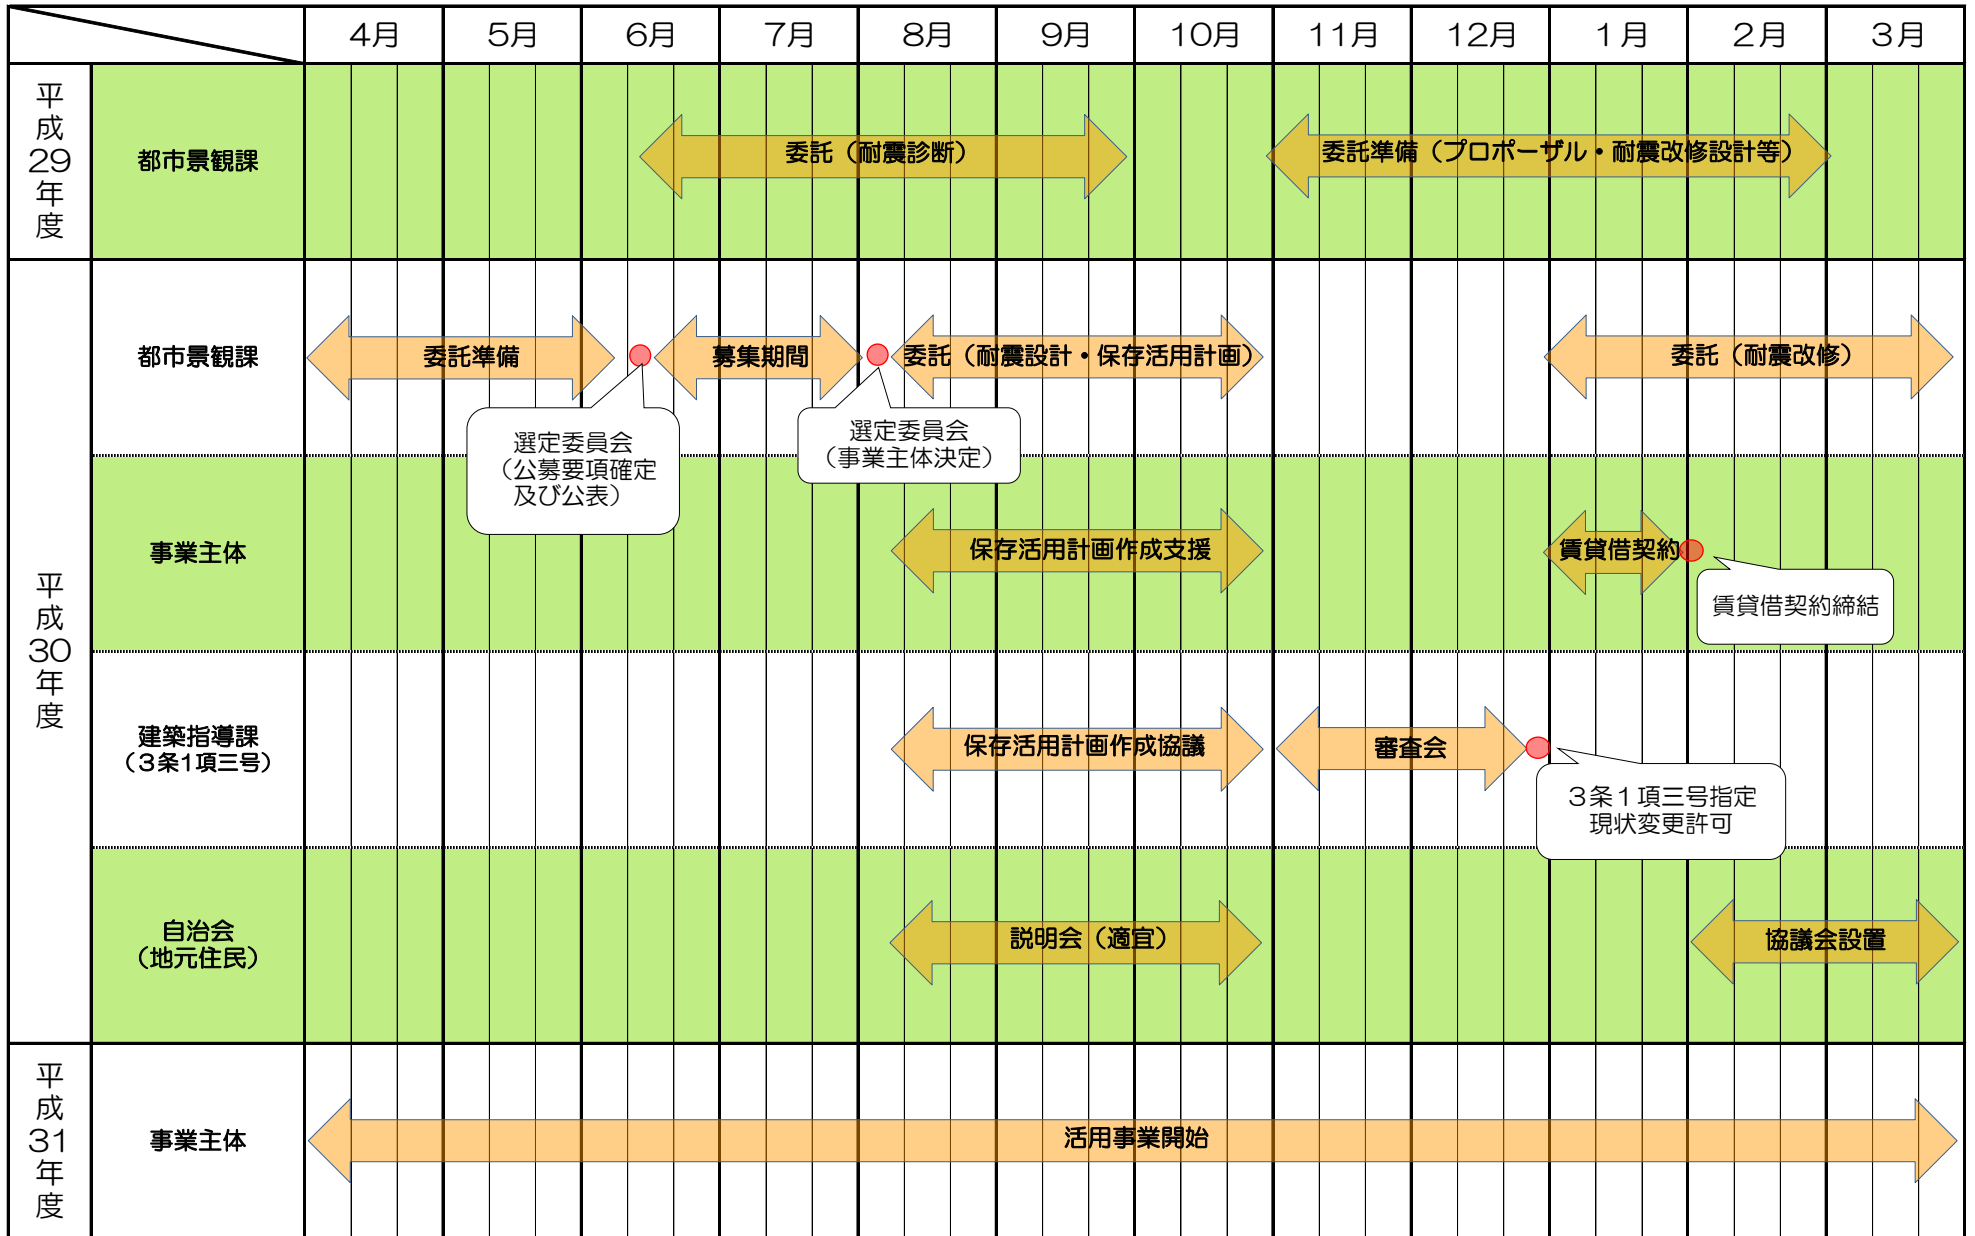 4月 5月 6月 7月 8月 9月 10月 11月 12月 1月 2月 3月
平成29年度
都市景観課
委託（耐震診断）
委託準備（プロポーザル・耐震改修設計等）
平成30年度
都市景観課
委託準備
募集期間
委託（耐震設計・保存活用計画）
委託（耐震改修）
選定委員会
（公募要項確定
及び公表）
選定委員会
（事業主体決定）
事業主体
保存活用計画作成支援
賃貸借契約
賃貸借契約締結
建築指導課
（3条1項三号）
保存活用計画作成協議
審査会
３条１項三号指定
現状変更許可
自治会
（地元住民）
説明会（適宜）
協議会設置
平成31年度
事業主体
活用事業開始